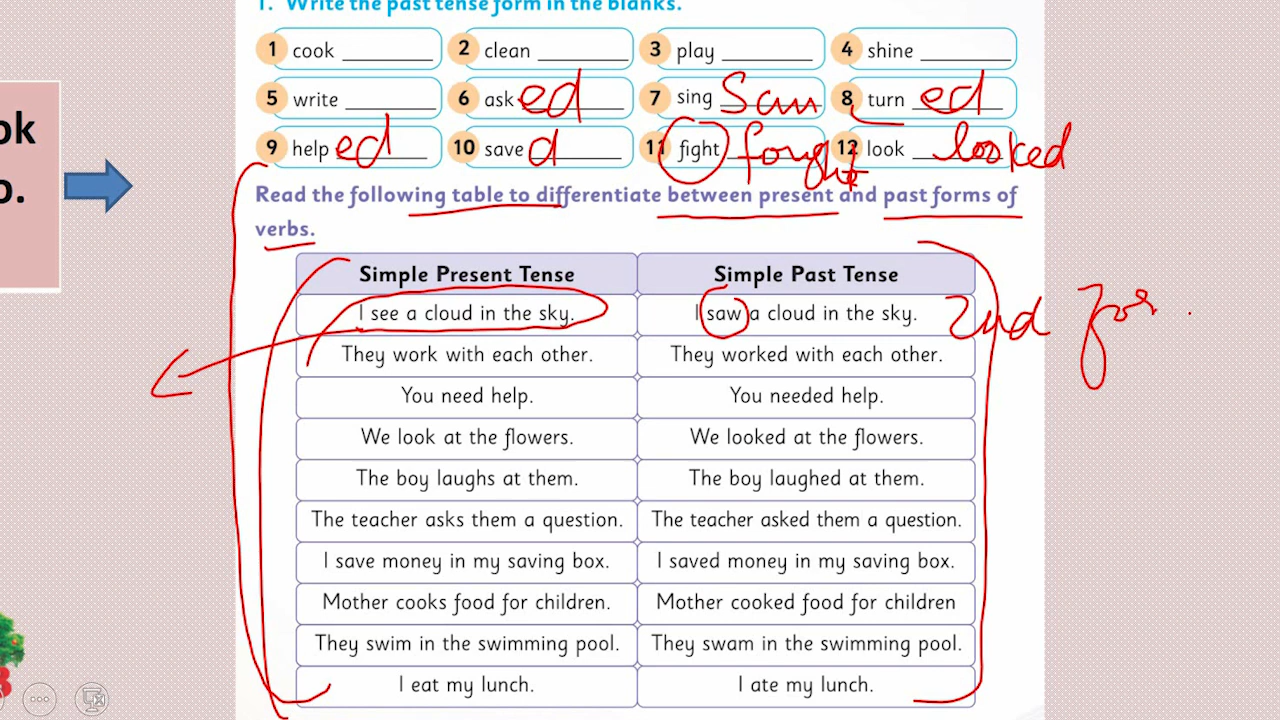 1. Write the past tense form in the blanks.
1 cook ________ 2 clean ________ 3 play ________ 4 shine ________
5 write ________ 6 ask ed 7 sing ________ 8 turn ed
9 help ed 10 save d 11 fight fought 12 look looked
ok
Read the following table to differentiate between present and past forms of
verbs.
Simple Present Tense Simple Past Tense
I see a cloud in the sky. I saw a cloud in the sky. 2nd
They work with each other. They worked with each other.
You need help. You needed help.
We look at the flowers. We looked at the flowers.
The boy laughs at them. The boy laughed at them.
The teacher asks them a question. The teacher asked them a question.
I save money in my saving box. I saved money in my saving box.
Mother cooks food for children. Mother cooked food for children
They swim in the swimming pool. They swam in the swimming pool.
I eat my lunch. I ate my lunch.